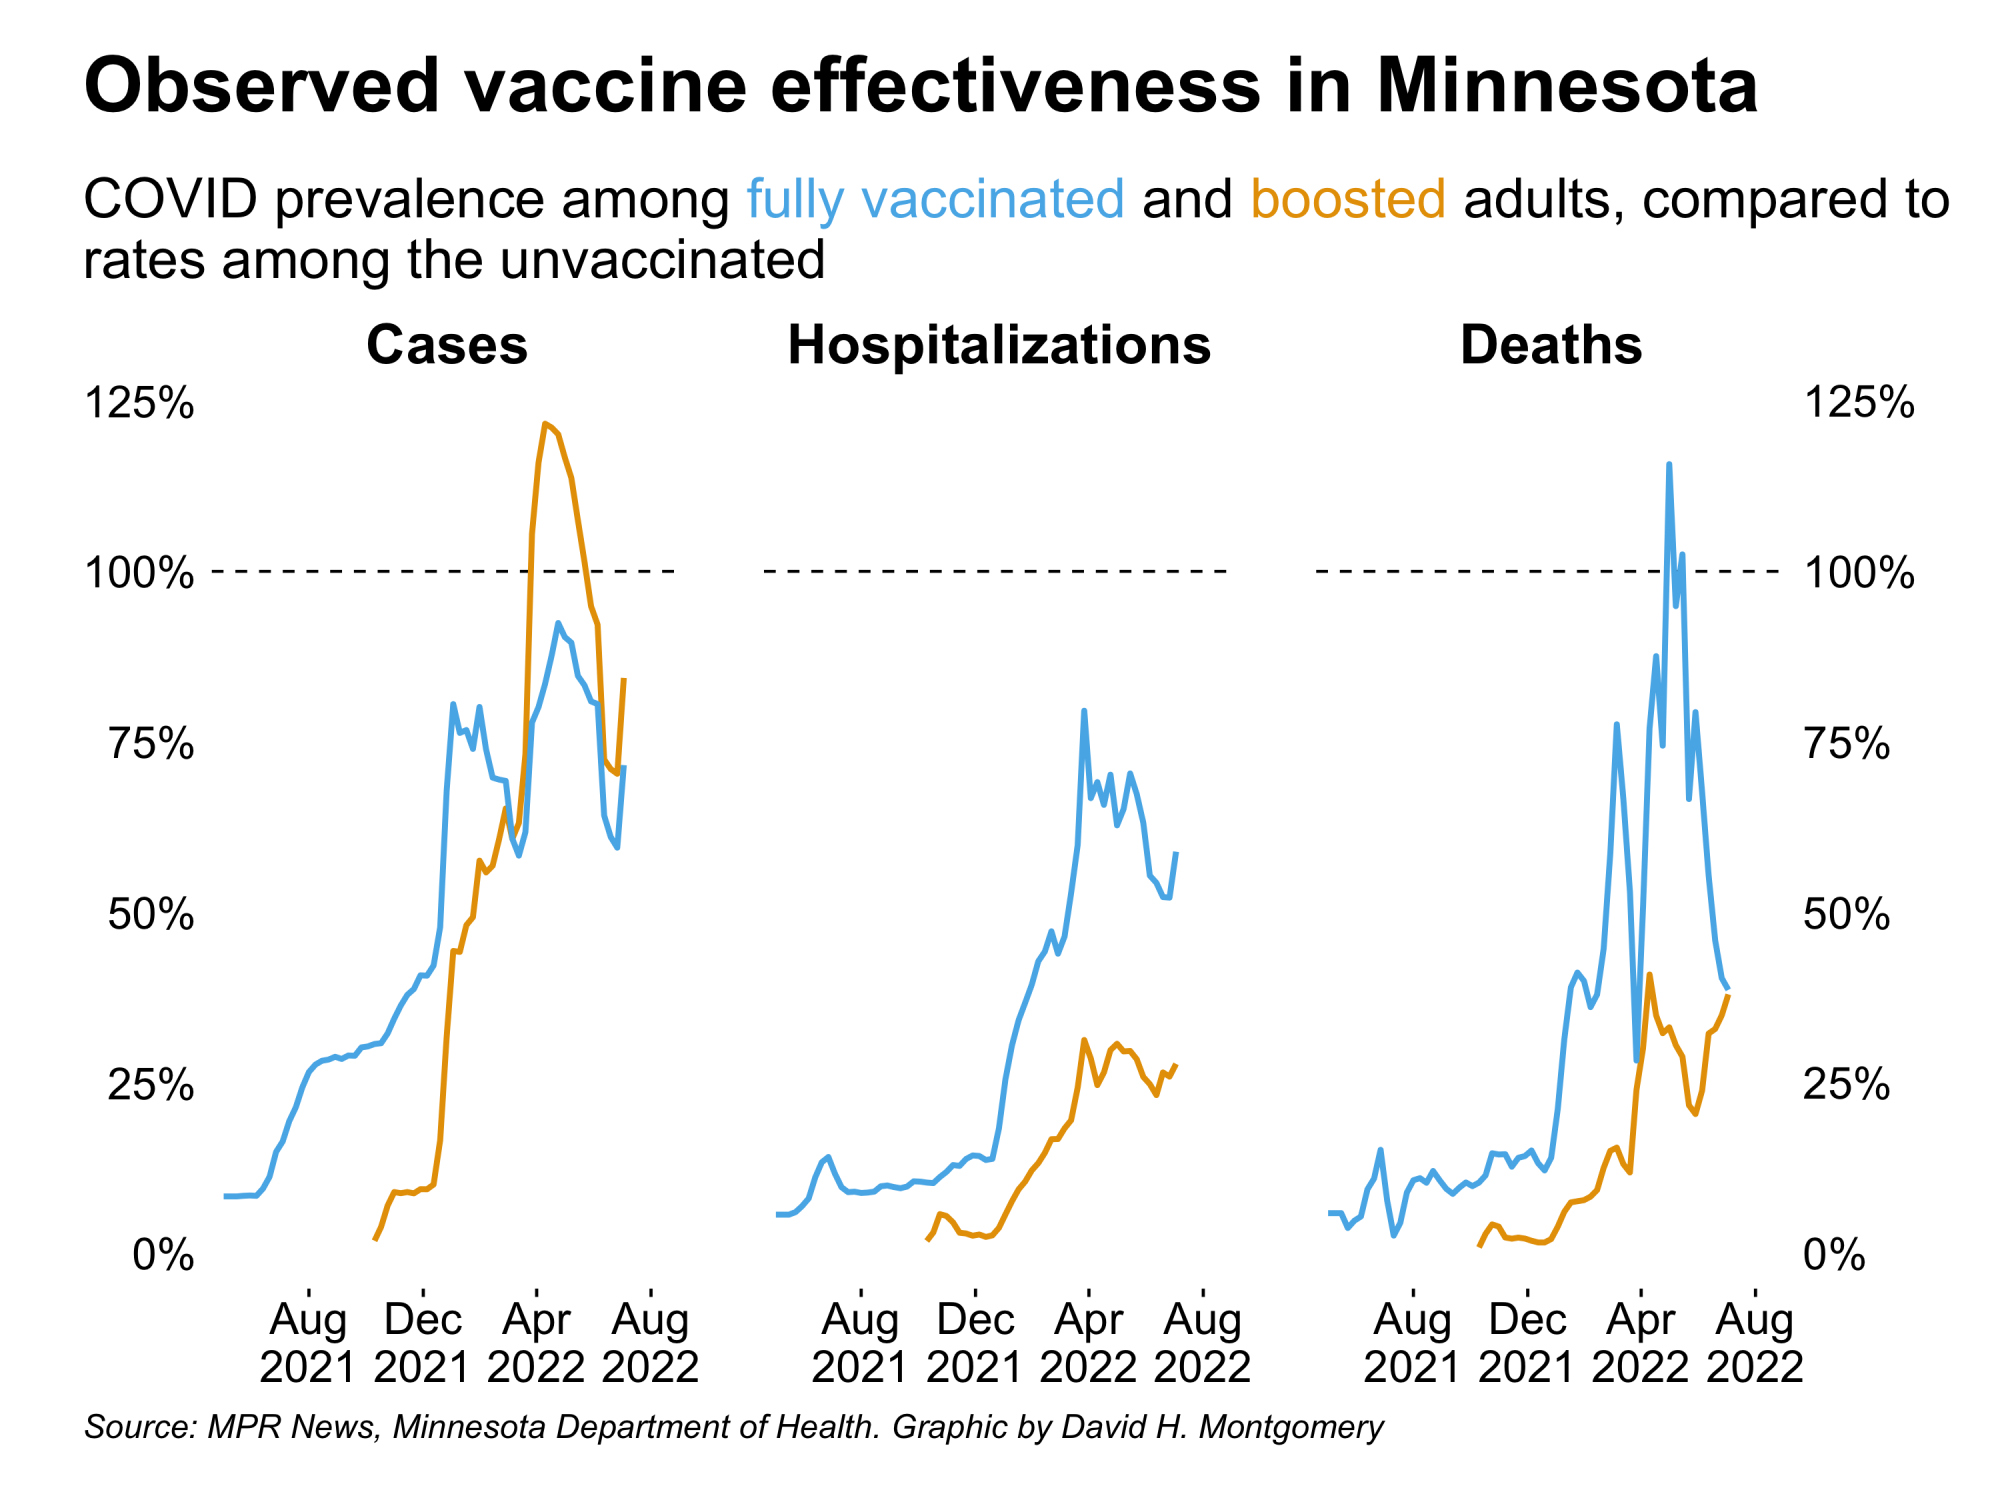 Observed vaccine effectiveness in Minnesota
COVID prevalence among fully vaccinated and boosted adults, compared to
rates among the unvaccinated
Cases Hospitalizations Deaths
125% 125%
100% 100%
75% 75%
50% 50%
25% 25%
0% 0%
Aug Dec Apr Aug Aug Dec Apr Aug Aug Dec Apr Aug
2021 2021 2022 2022 2021 2021 2022 2022 2021 2021 2022 2022
Source: MPR News, Minnesota Department of Health. Graphic by David H. Montgomery